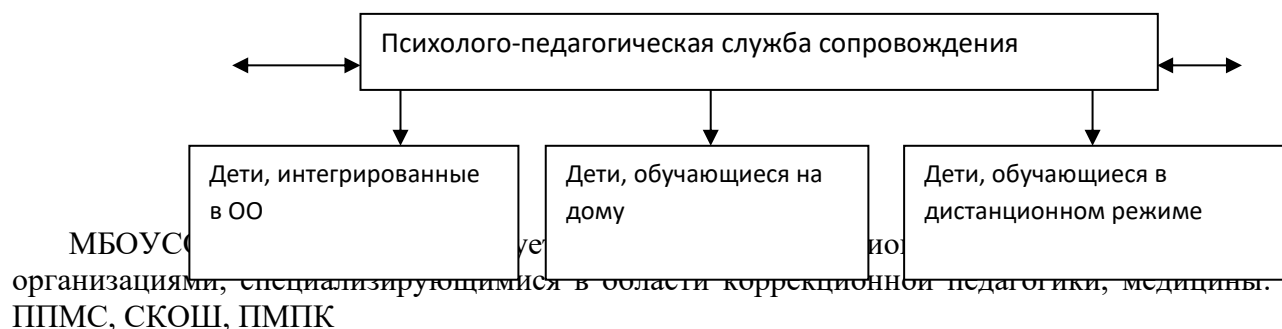 Психолого-педагогическая служба сопровождения
Дети, интегрированные
в ОО
Дети, обучающиеся на
дому
Дети, обучающиеся в
дистанционном режиме
организациями, специализирующимися в области коррекционной педагогики, медицины:
ППМС, СКОШ, ПМПК